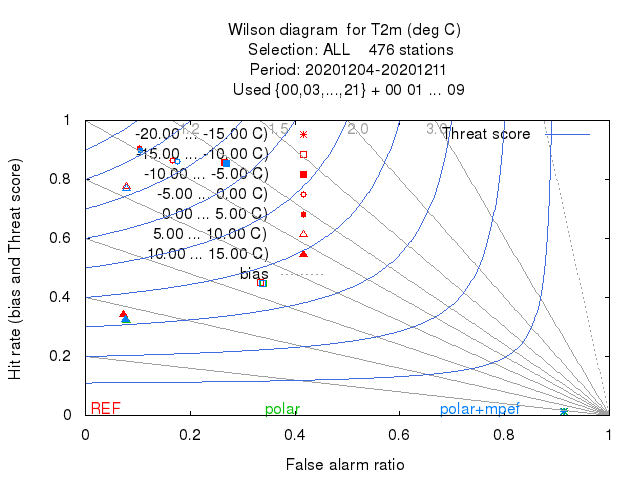 Wilson diagram  for T2m (deg C)
Selection: ALL    476 stations
Period: 20201204-20201211
Used {00,03,...,21} + 00 01 ... 09
Hit rate (bias and Threat score)
1
0.8
0.6
0.4
0.2
0
1.2
1.5
2.0
3.0
-20.00 ... -15.00 C)
-15.00 ... -10.00 C)
-10.00 ... -5.00 C)
-5.00 ... 0.00 C)
0.00 ... 5.00 C)
5.00 ... 10.00 C)
10.00 ... 15.00 C)
bias
Threat score
REF
polar
polar+mpef
0
0.2
0.4
0.6
0.8
1
False alarm ratio